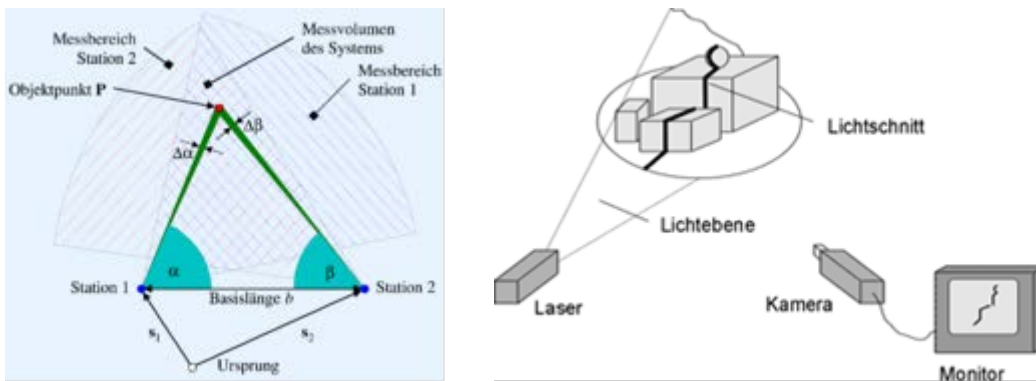 Messbereich
Station 2
Messvolumen
des Systems
Messbereich
Station 1
Objektpunkt P
Δβ
Δα
α
β
Station 1
Basislänge b
Station 2
s1
s2
Ursprung
Lichtschnitt
Lichtebene
Laser
Kamera
Monitor